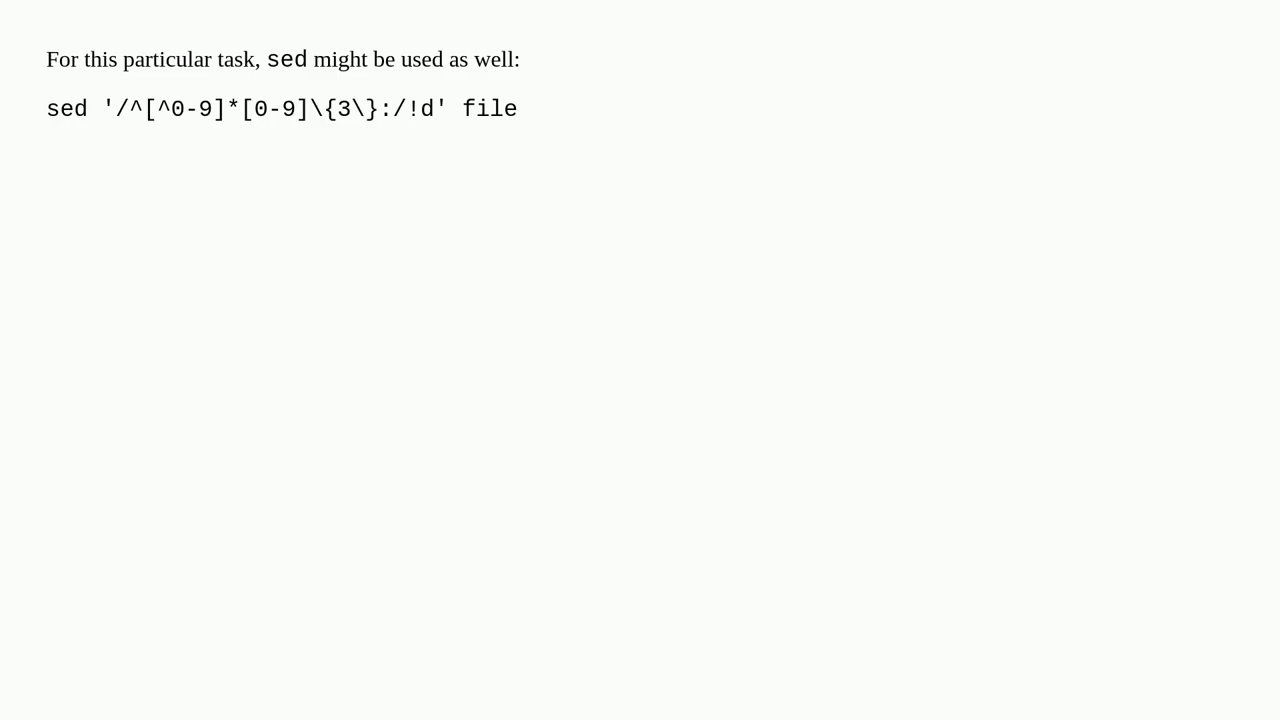 For this particular task, sed might be used as well:
sed '/^[^0-9]*[0-9]\{3\}:/!d' file